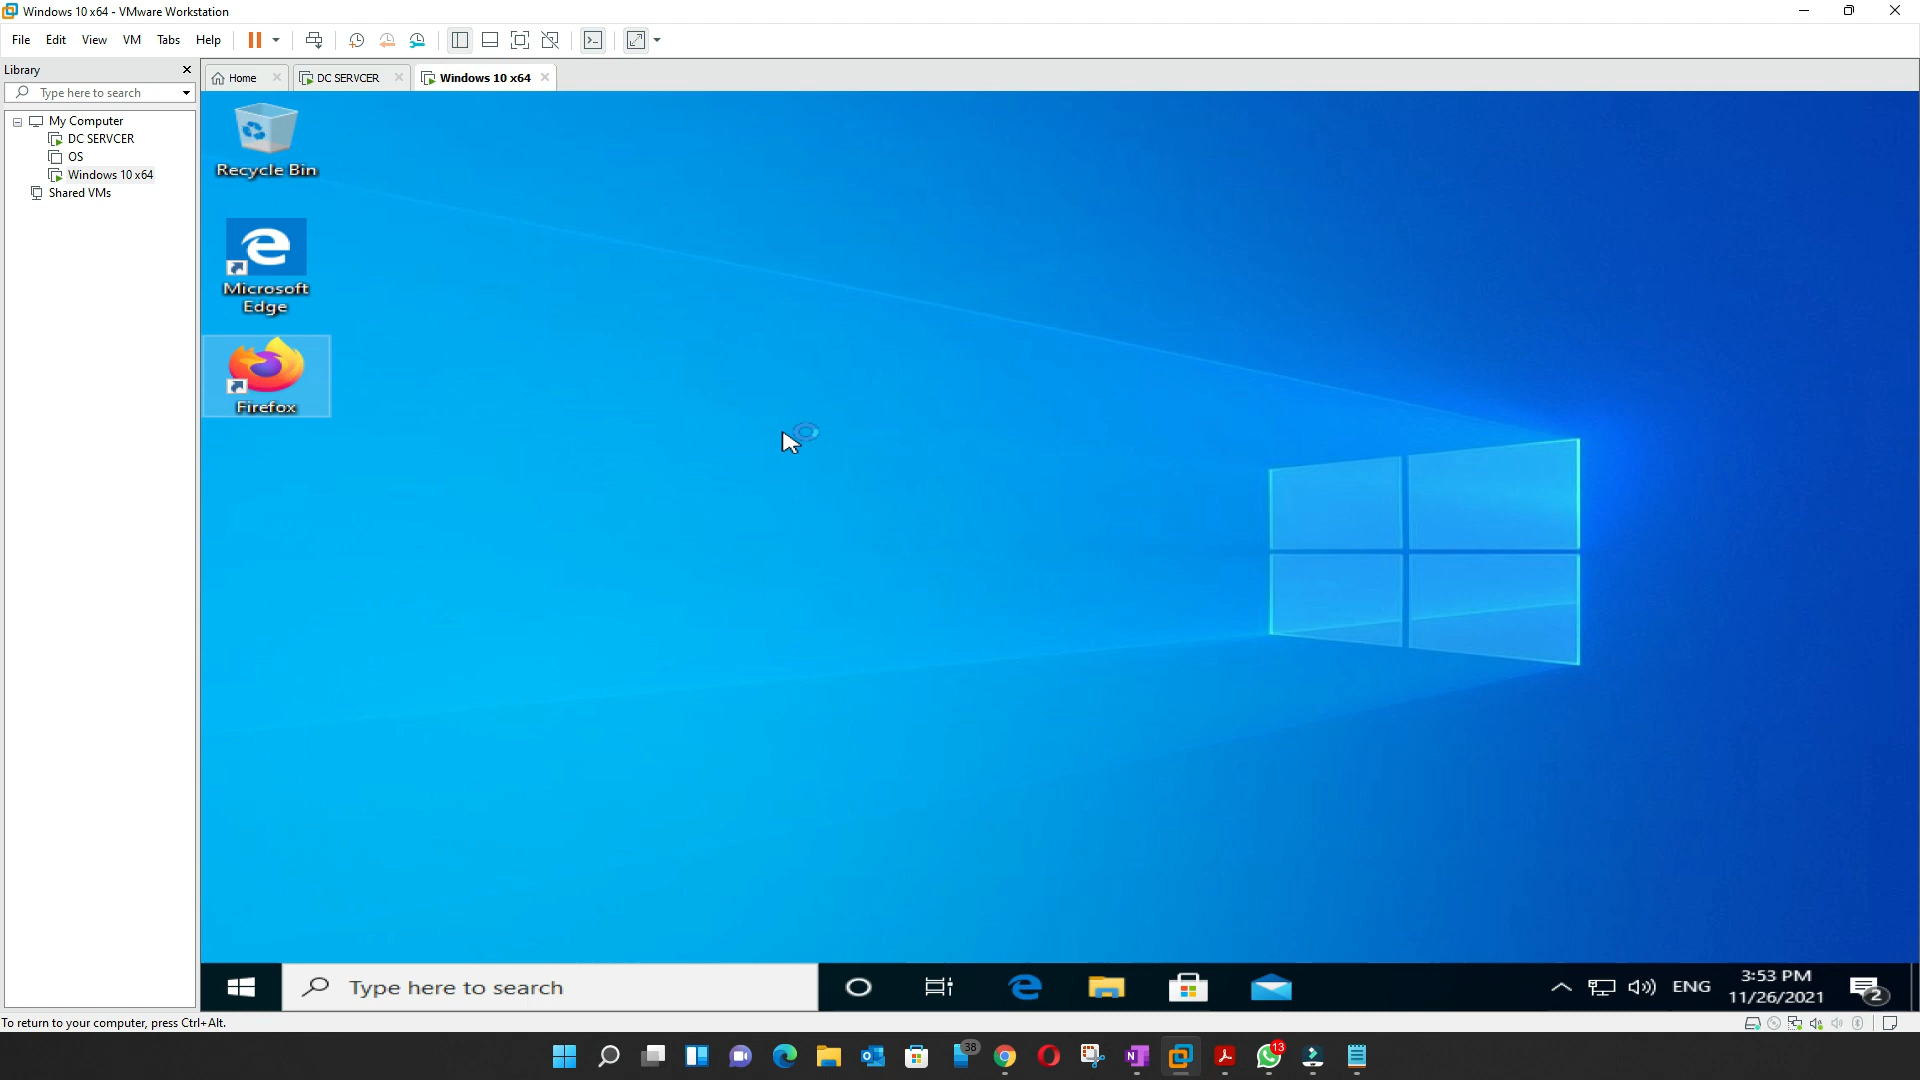 Windows 10 x64 - VMware Workstation
File Edit View VM Tabs Help
Library
Type here to search
My Computer
DC SERVCER
OS
Windows 10 x64
Shared VMs
Home
DC SERVCER
Windows 10 x64
Recycle Bin
Microsoft
Edge
Firefox
Type here to search
ENG
3:53 PM
11/26/2021
2
To return to your computer, press Ctrl+Alt.
38
13